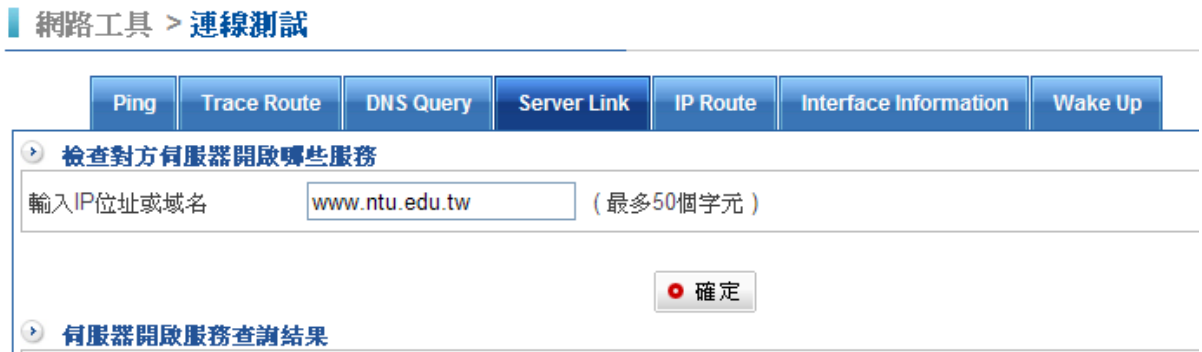 網路工具 > 連線測試
Ping Trace Route DNS Query Server Link IP Route Interface Information Wake Up
檢查對方伺服器開啟哪些服務
輸入IP位址或域名 www.ntu.edu.tw (最多50個字元)
確定
伺服器開啟服務查詢結果